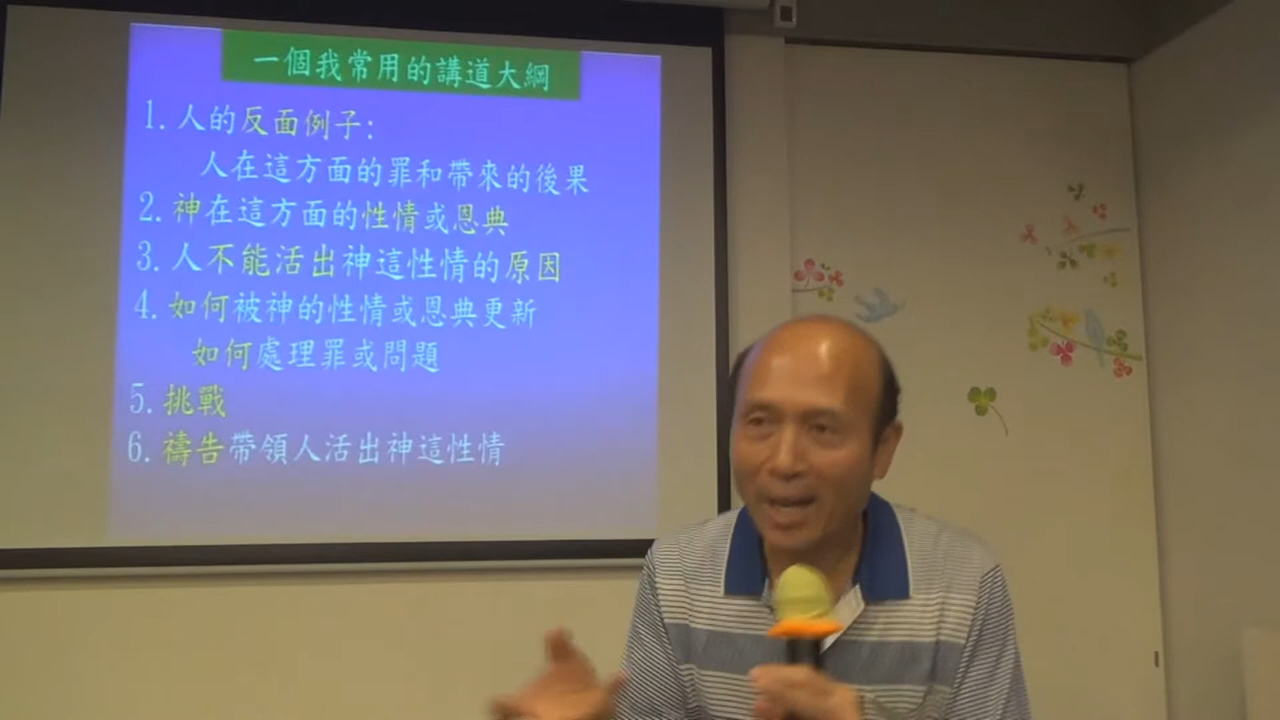 一個我常用的講道大綱
1. 人的反面例子:
人在這方面的罪和帶來的後果
2. 神在這方面的性情或恩典
3. 人不能活出神這性情的原因
4. 如何被神的性情或恩典更新
如何處理罪或問題
5. 挑戰
6. 禱告帶領人活出神這性情